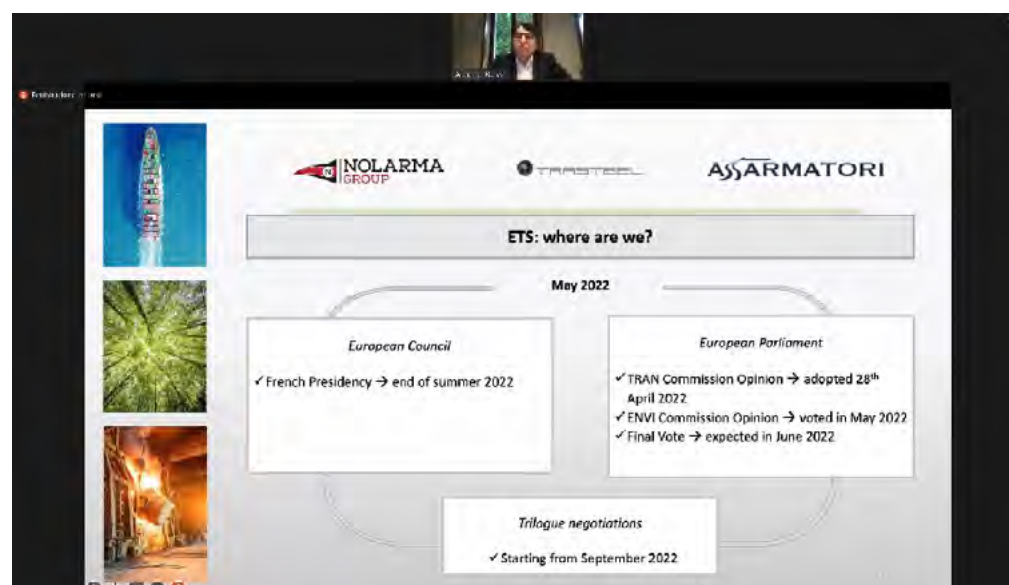 NOLARMA
GROUP
TRASTEEL
ASSARMATORI
ETS: where are we?
May 2022
European Council
✓ French Presidency → end of summer 2022
European Parliament
✓ TRAN Commission Opinion → adopted 28th
April 2022
✓ ENVI Commission Opinion → voted in May 2022
✓ Final Vote → expected in June 2022
Trilogue negotiations
✓ Starting from September 2022